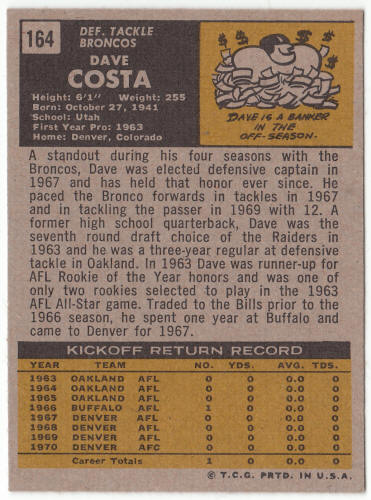 164
DEF. TACKLE
BRONCOS
DAVE
COSTA
Height: 6'1" Weight: 255
Born: October 27, 1941
School: Utah
First Year Pro: 1963
Home: Denver, Colorado
$ $ $ $
DAVE IS A BANKER
IN THE
OFF-SEASON.
A standout during his four seasons with the
Broncos, Dave was elected defensive captain in
1967 and has held that honor ever since. He
paced the Bronco forwards in tackles in 1967
and in tackling the passer in 1969 with 12. A
former high school quarterback, Dave was the
seventh round draft choice of the Raiders in
1963 and he was a three-year regular at defensive
tackle in Oakland. In 1963 Dave was runner-up for
AFL Rookie of the Year honors and was one of
only two rookies selected to play in the 1963
AFL All-Star game. Traded to the Bills prior to the
1966 season, he spent one year at Buffalo and
came to Denver for 1967.
KICKOFF RETURN RECORD
YEAR TEAM NO. YDS. AVG. TDS.
1963 OAKLAND AFL 0 0 0.0 0
1964 OAKLAND AFL 0 0 0.0 0
1965 OAKLAND AFL 0 0 0.0 0
1966 BUFFALO AFL 1 0 0.0 0
1967 DENVER AFL 0 0 0.0 0
1968 DENVER AFL 0 0 0.0 0
1969 DENVER AFL 0 0 0.0 0
1970 DENVER AFC 0 0 0.0 0
Career Totals 1 0 0.0 0
© T.C.G. PRTD. IN U.S.A.